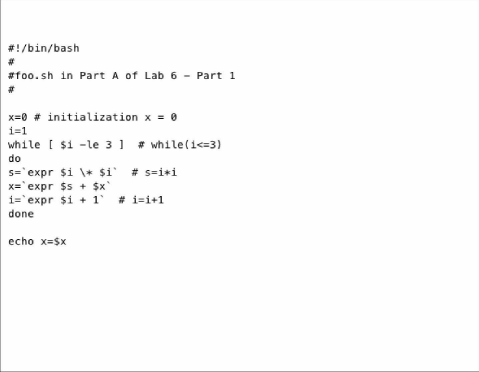 #!/bin/bash
#
#foo.sh in Part A of Lab 6 - Part 1
#
x=0 # initialization x = 0
i=1
while [ $i -le 3 ]  # while(i<=3)
do
s=`expr $i \* $i`  # s=i*i
x=`expr $s + $x`
i=`expr $i + 1`  # i=i+1
done
echo x=$x